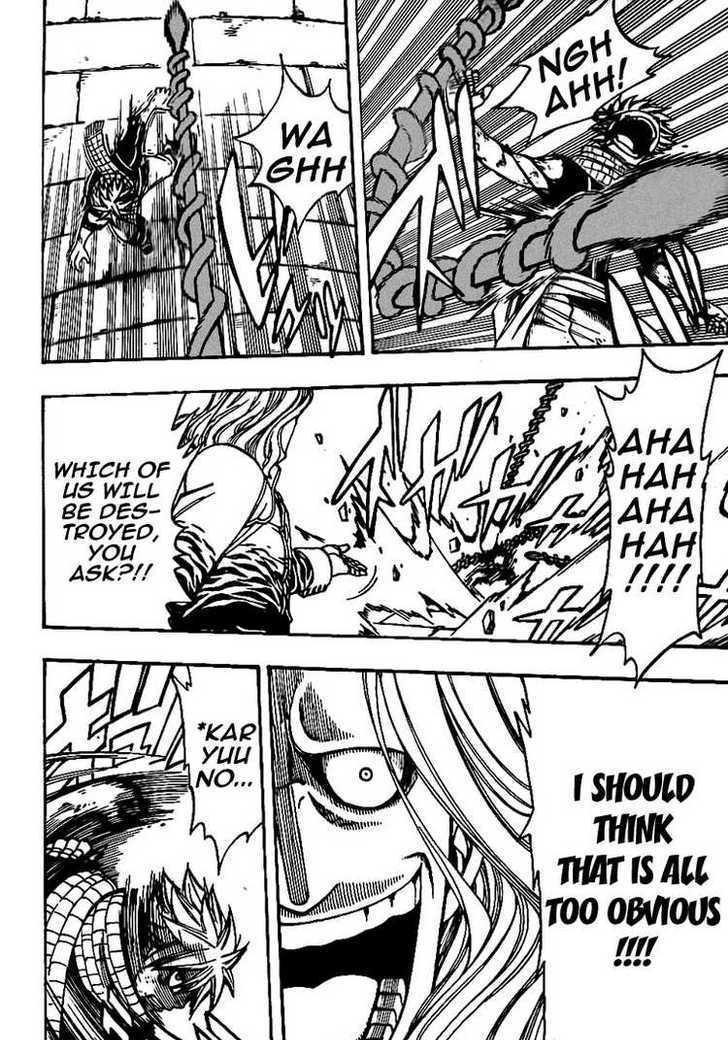 NGH
AHH!
WA
GHH
AHA
HAH
AHA
HAH
!!!!
WHICH OF
US WILL
BE DES-
TROYED,
YOU
ASK?!!
I SHOULD
THINK
THAT IS ALL
TOO OBVIOUS
!!!!
*KAR
YUU
NO...